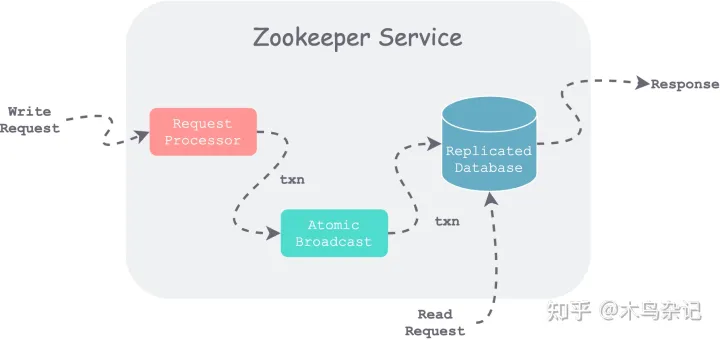 Zookeeper Service
Write
Request
Request
Processor
txn
Atomic
Broadcast
txn
Replicated
Database
Response
Read
Request
知乎 @木鸟杂记